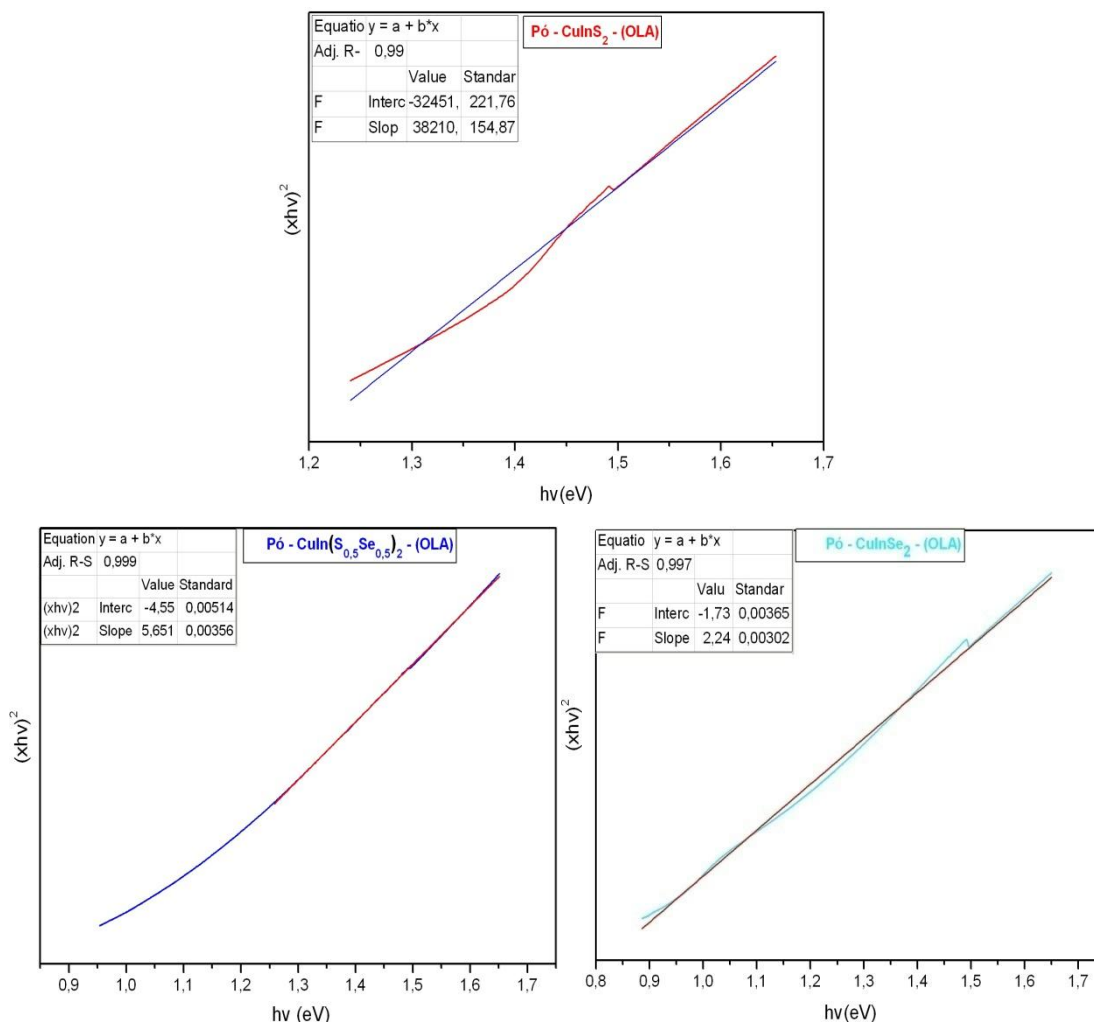 Equatio y = a + b*x
Adj. R- 0,99
Value Standar
F Interc -32451, 221,76
F Slop 38210, 154,87
Pó - CuInS2 - (OLA)
(xhv)2
1,2 1,3 1,4 1,5 1,6 1,7
hv(eV)
Equation y = a + b*x
Adj. R-S 0,999
Value Standard
(xhv)2 Interc -4,55 0,00514
(xhv)2 Slope 5,651 0,00356
Pó - CuIn(S0,5Se0,5)2 - (OLA)
(xhv)2
0,9 1,0 1,1 1,2 1,3 1,4 1,5 1,6 1,7
hv (eV)
Equatio y = a + b*x
Adj. R-S 0,997
Valu Standar
F Interc -1,73 0,00365
F Slope 2,24 0,00302
Pó - CuInSe2 - (OLA)
(xhv)2
0,8 0,9 1,0 1,1 1,2 1,3 1,4 1,5 1,6 1,7
hv(eV)